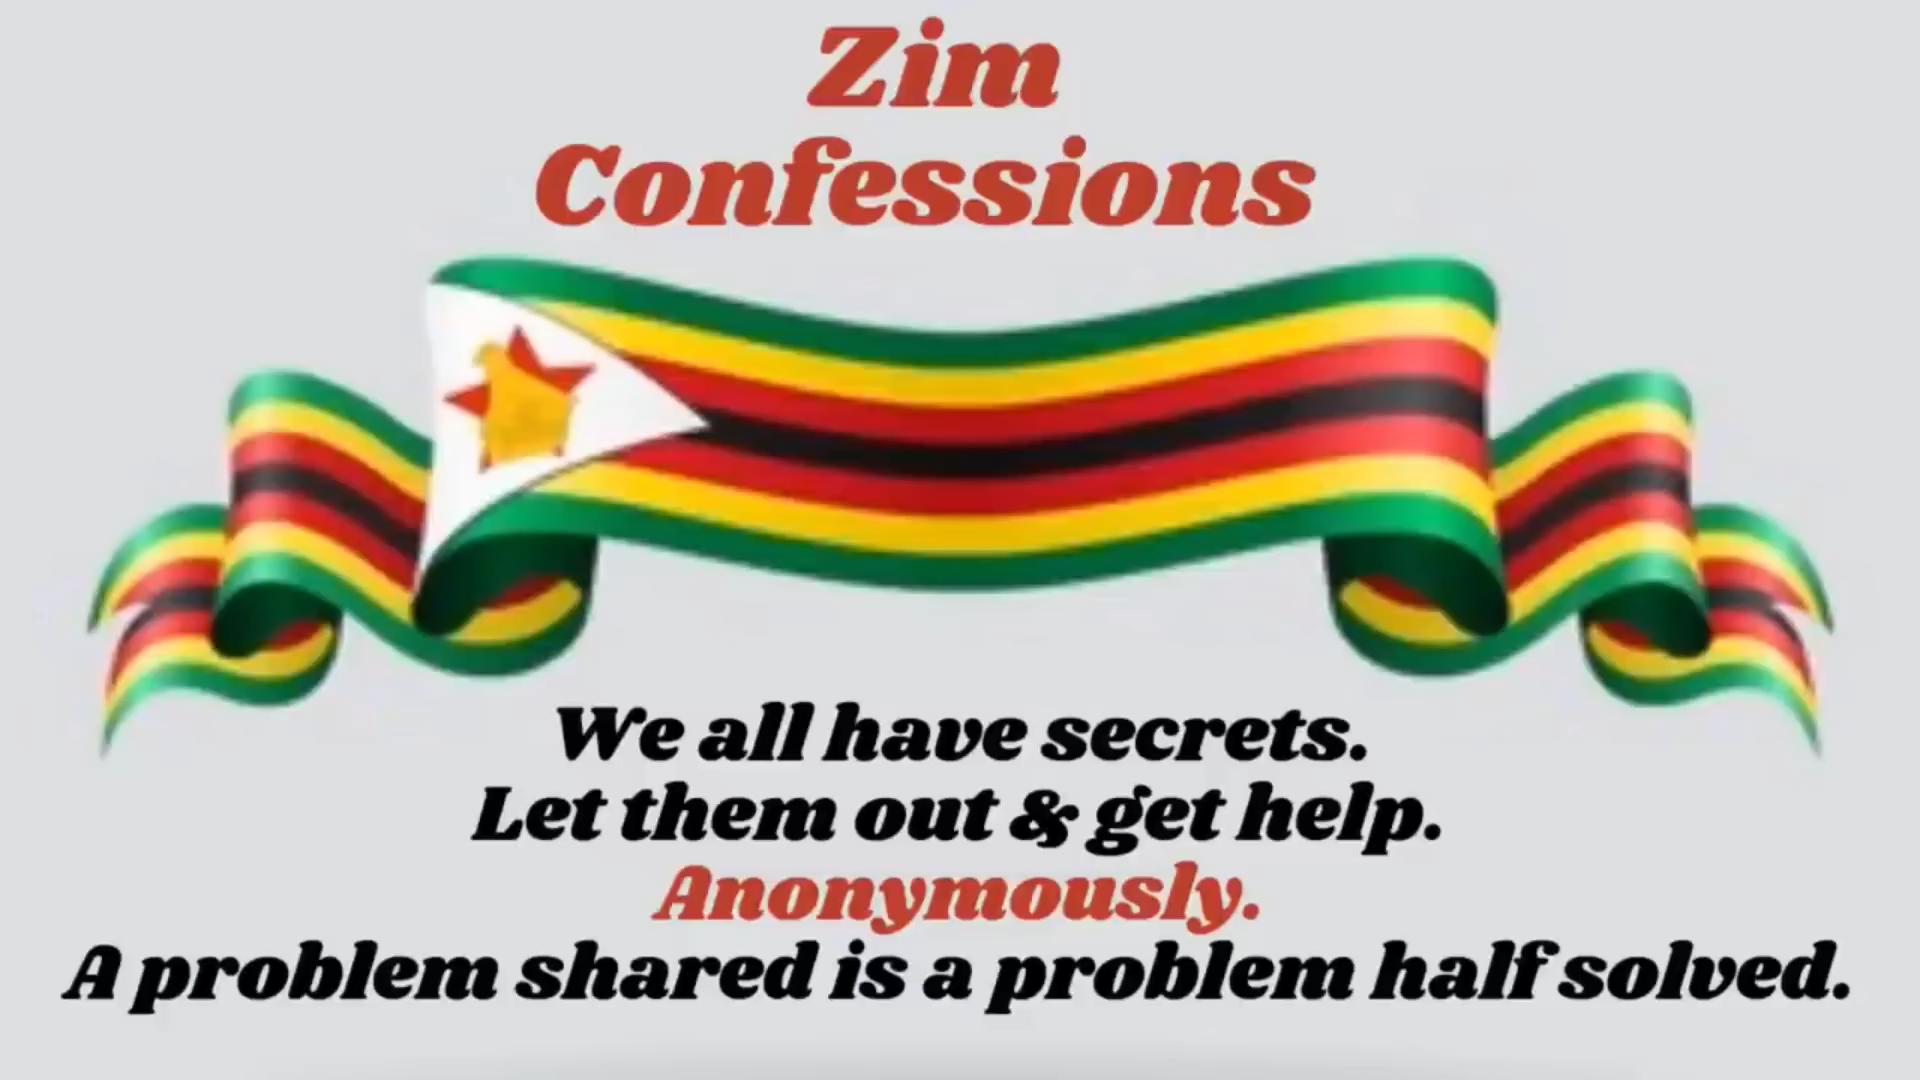 Zim
Confessions
We all have secrets.
Let them out & get help.
Anonymously.
A problem shared is a problem half solved.